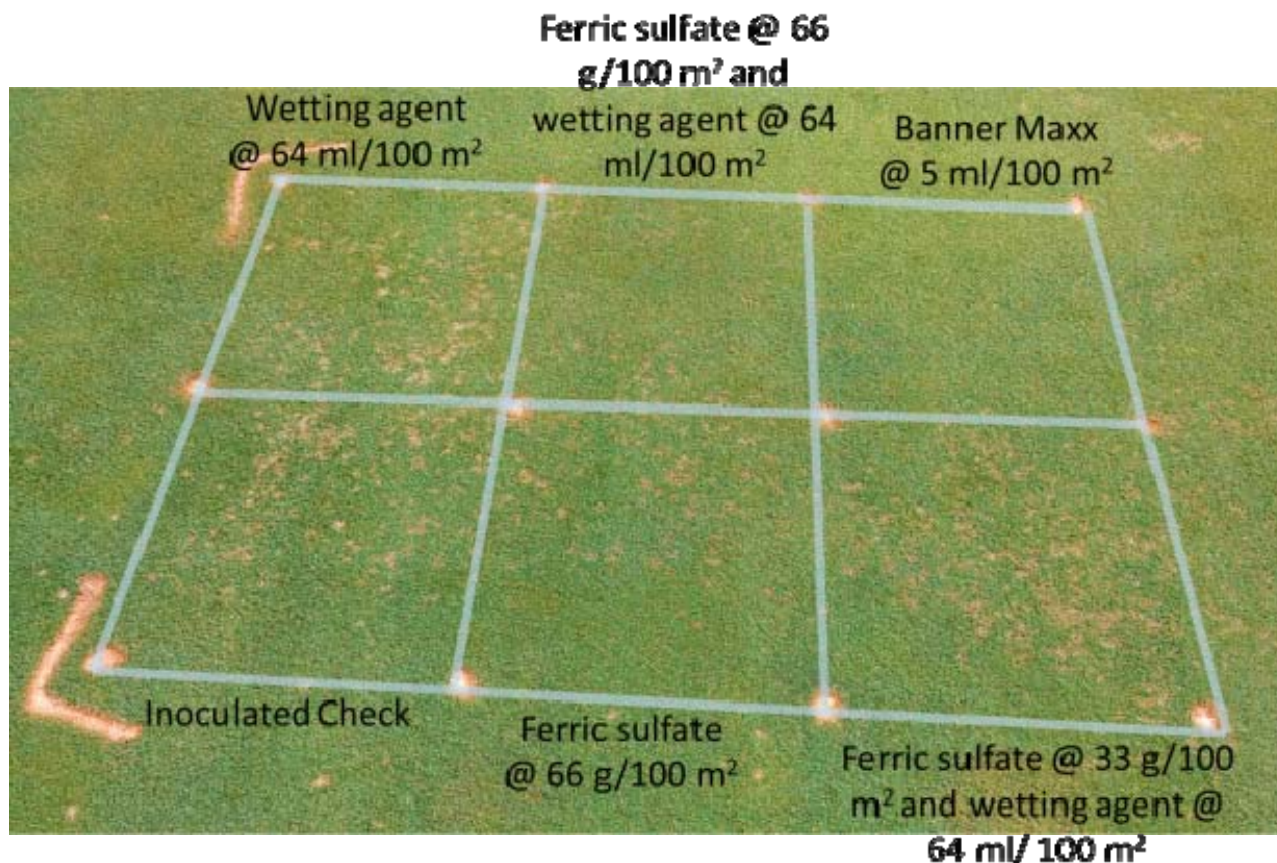 Ferric sulfate @ 66
g/100 m² and
wetting agent @ 64
ml/100 m²
Wetting agent
@ 64 ml/100 m²
Banner Maxx
@ 5 ml/100 m²
Inoculated Check
Ferric sulfate
@ 66 g/100 m²
Ferric sulfate @ 33 g/100
m² and wetting agent @
64 ml/ 100 m²